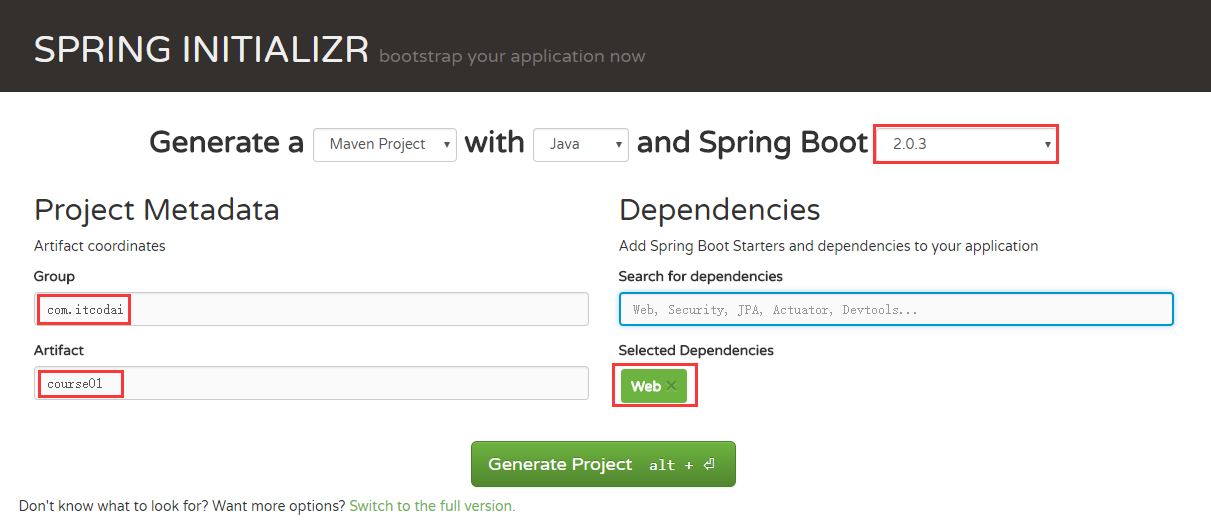 SPRING INITIALIZR bootstrap your application now
Generate a Maven Project with Java and Spring Boot 2.0.3
Project Metadata
Artifact coordinates
Group
com.itcodai
Artifact
course01
Dependencies
Add Spring Boot Starters and dependencies to your application
Search for dependencies
Web, Security, JPA, Actuator, Devtools...
Selected Dependencies
Web ×
Generate Project alt + ⏎
Don't know what to look for? Want more options? Switch to the full version.